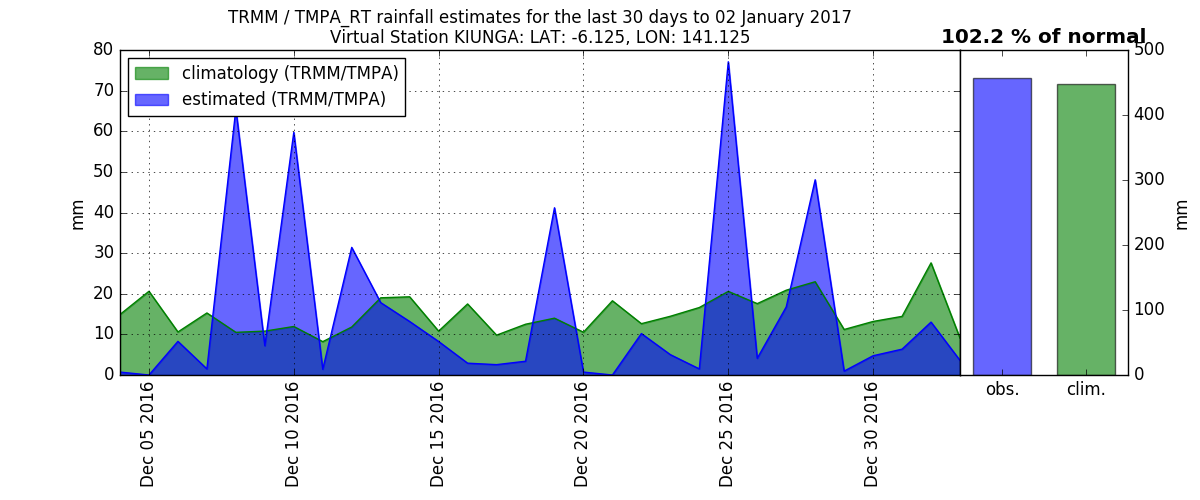 TRMM / TMPA_RT rainfall estimates for the last 30 days to 02 January 2017
Virtual Station KIUNGA: LAT: -6.125, LON: 141.125
102.2 % of normal
climatology (TRMM/TMPA)
estimated (TRMM/TMPA)
80
70
60
50
40
30
20
10
0
mm
Dec 05 2016
Dec 10 2016
Dec 15 2016
Dec 20 2016
Dec 25 2016
Dec 30 2016
500
400
300
200
100
0
mm
obs.
clim.